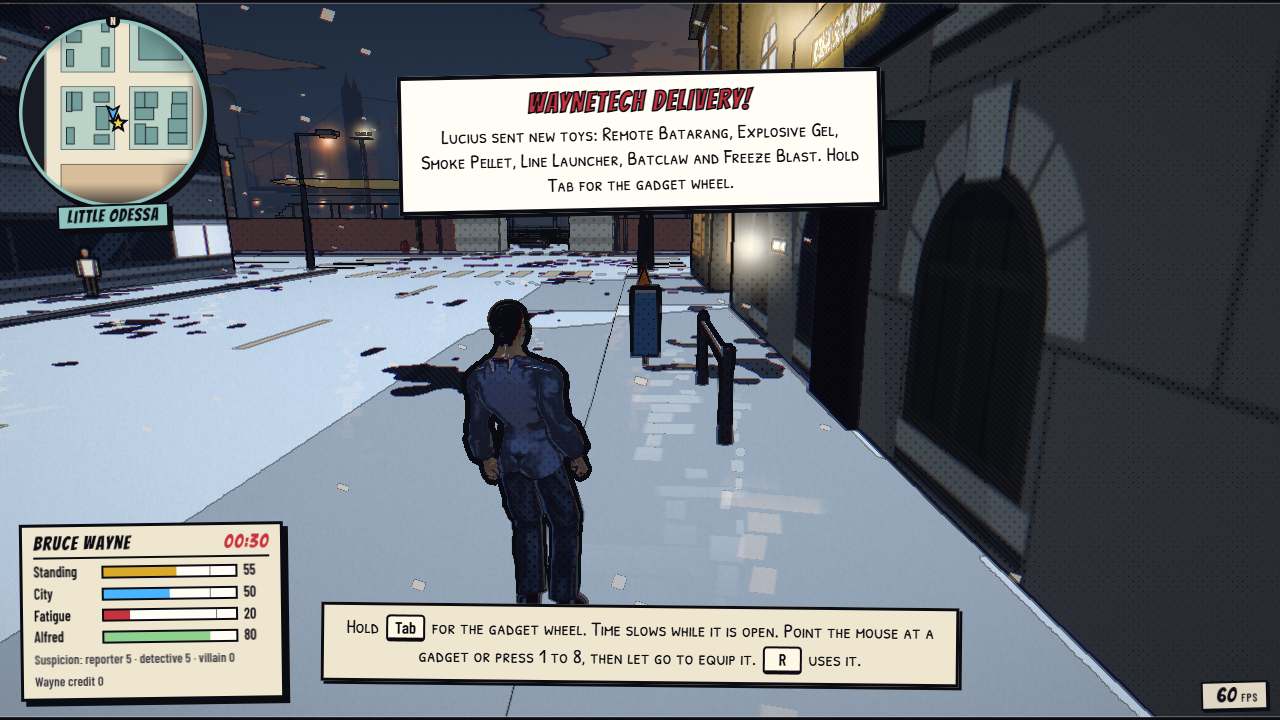 N
LITTLE ODESSA
WAYNETECH DELIVERY!
Lucius sent new toys: Remote Batarang, Explosive Gel,
Smoke Pellet, Line Launcher, Batclaw and Freeze Blast. Hold
Tab for the gadget wheel.
BRUCE WAYNE 00:30
Standing 55
City 50
Fatigue 20
Alfred 80
Suspicion: reporter 5 · detective 5 · villain 0
Wayne credit 0
Hold Tab for the gadget wheel. Time slows while it is open. Point the mouse at a
gadget or press 1 to 8, then let go to equip it. R uses it.
60 FPS